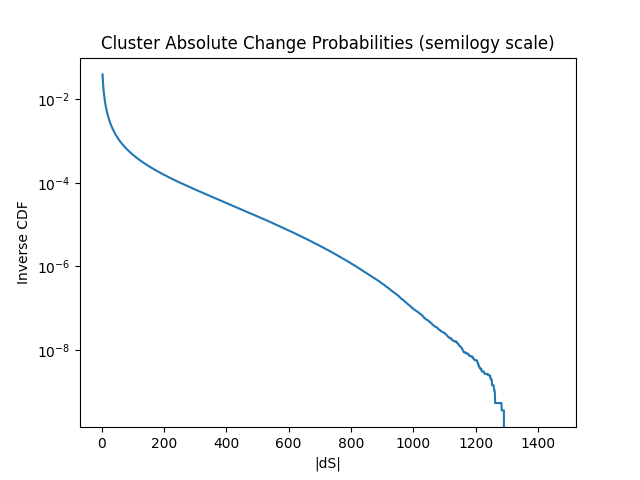 Cluster Absolute Change Probabilities (semilogy scale)
Inverse CDF
10⁻²
10⁻⁴
10⁻⁶
10⁻⁸
0 200 400 600 800 1000 1200 1400
|dS|